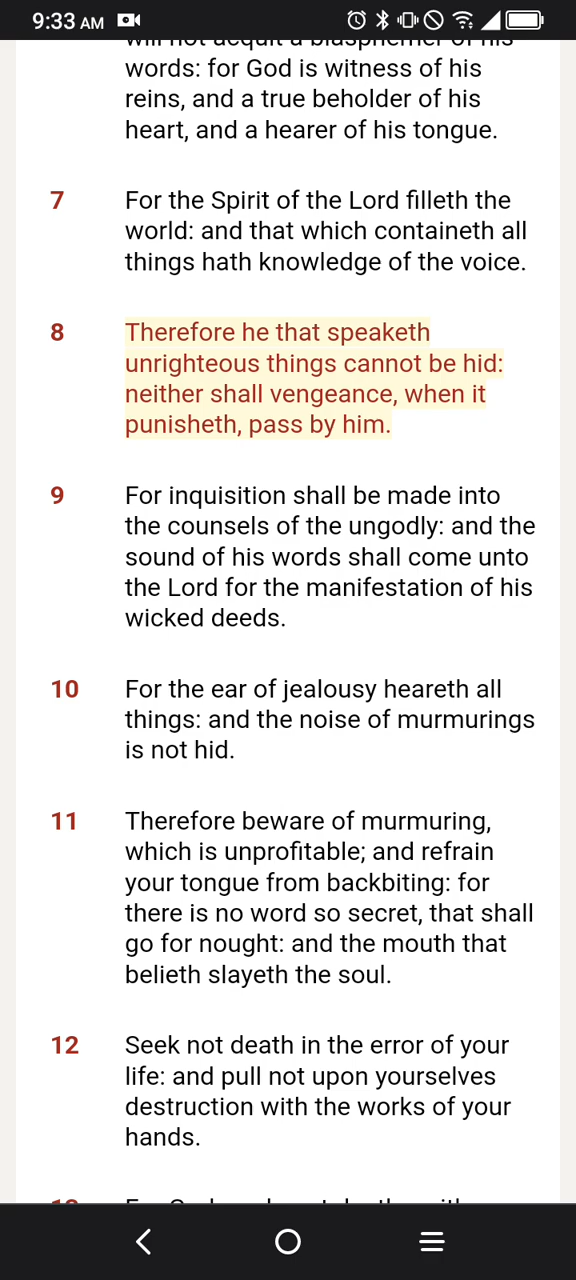 9:33 AM
will not acquit a blasphemer of his
words: for God is witness of his
reins, and a true beholder of his
heart, and a hearer of his tongue.
7 For the Spirit of the Lord filleth the
world: and that which containeth all
things hath knowledge of the voice.
8 Therefore he that speaketh
unrighteous things cannot be hid:
neither shall vengeance, when it
punisheth, pass by him.
9 For inquisition shall be made into
the counsels of the ungodly: and the
sound of his words shall come unto
the Lord for the manifestation of his
wicked deeds.
10 For the ear of jealousy heareth all
things: and the noise of murmurings
is not hid.
11 Therefore beware of murmuring,
which is unprofitable; and refrain
your tongue from backbiting: for
there is no word so secret, that shall
go for nought: and the mouth that
belieth slayeth the soul.
12 Seek not death in the error of your
life: and pull not upon yourselves
destruction with the works of your
hands.